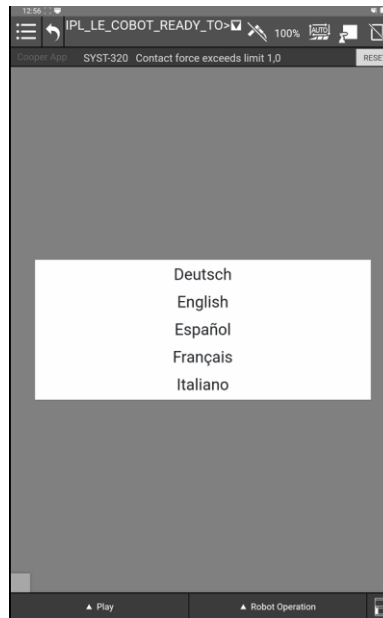 12:56
IPL_LE_COBOT_READY_TO>
100%
AUTO
Cooper App SYST-320 Contact force exceeds limit 1,0 RESET
Deutsch
English
Español
Français
Italiano
▲ Play ▲ Robot Operation